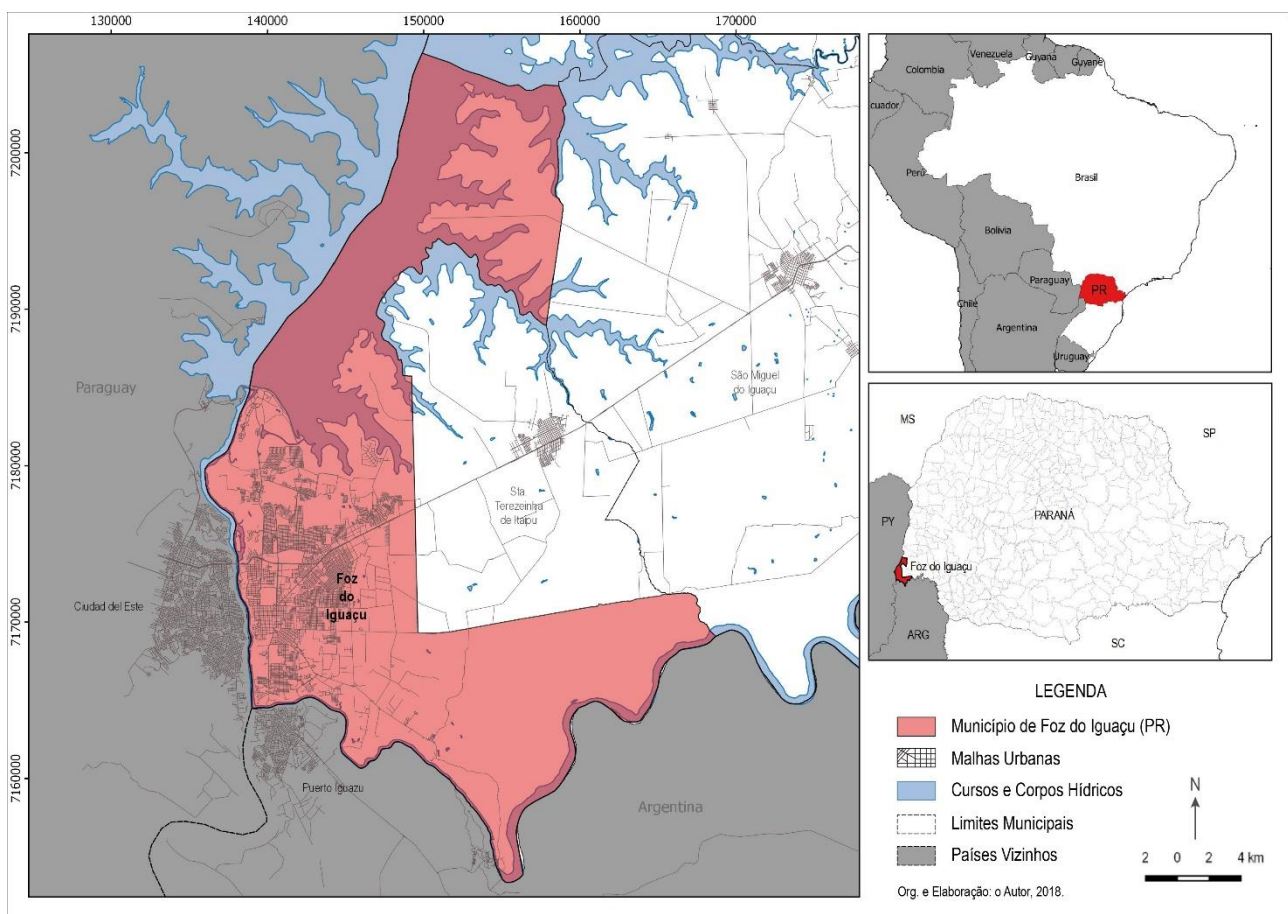 130000
140000
150000
160000
170000
7200000
7190000
7180000
7170000
7160000
Paraguay
São Miguel
do Iguaçu
Sta
Terezeinha
de Itaipu
Foz
do
Iguaçu
Ciudad del Este
Puerto Iguazu
Argentina
Venezuela
Guyana
Guyane
Colombia
cuador
Perú
Brasil
Bolivia
Paraguay
PR
Chile
Argentina
Uruguay
MS
SP
PARANÁ
PY
Foz do Iguaçu
ARG
SC
LEGENDA
Município de Foz do Iguaçu (PR)
Malhas Urbanas
Cursos e Corpos Hídricos
Limites Municipais
Países Vizinhos
N
2 0 2 4 km
Org. e Elaboração: o Autor, 2018.